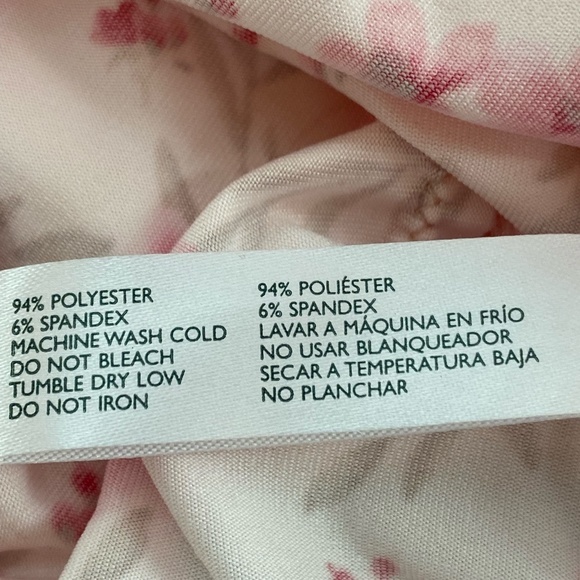 94% POLYESTER
6% SPANDEX
MACHINE WASH COLD
DO NOT BLEACH
TUMBLE DRY LOW
DO NOT IRON
94% POLIÉSTER
6% SPANDEX
LAVAR A MÁQUINA EN FRÍO
NO USAR BLANQUEADOR
SECAR A TEMPERATURA BAJA
NO PLANCHAR